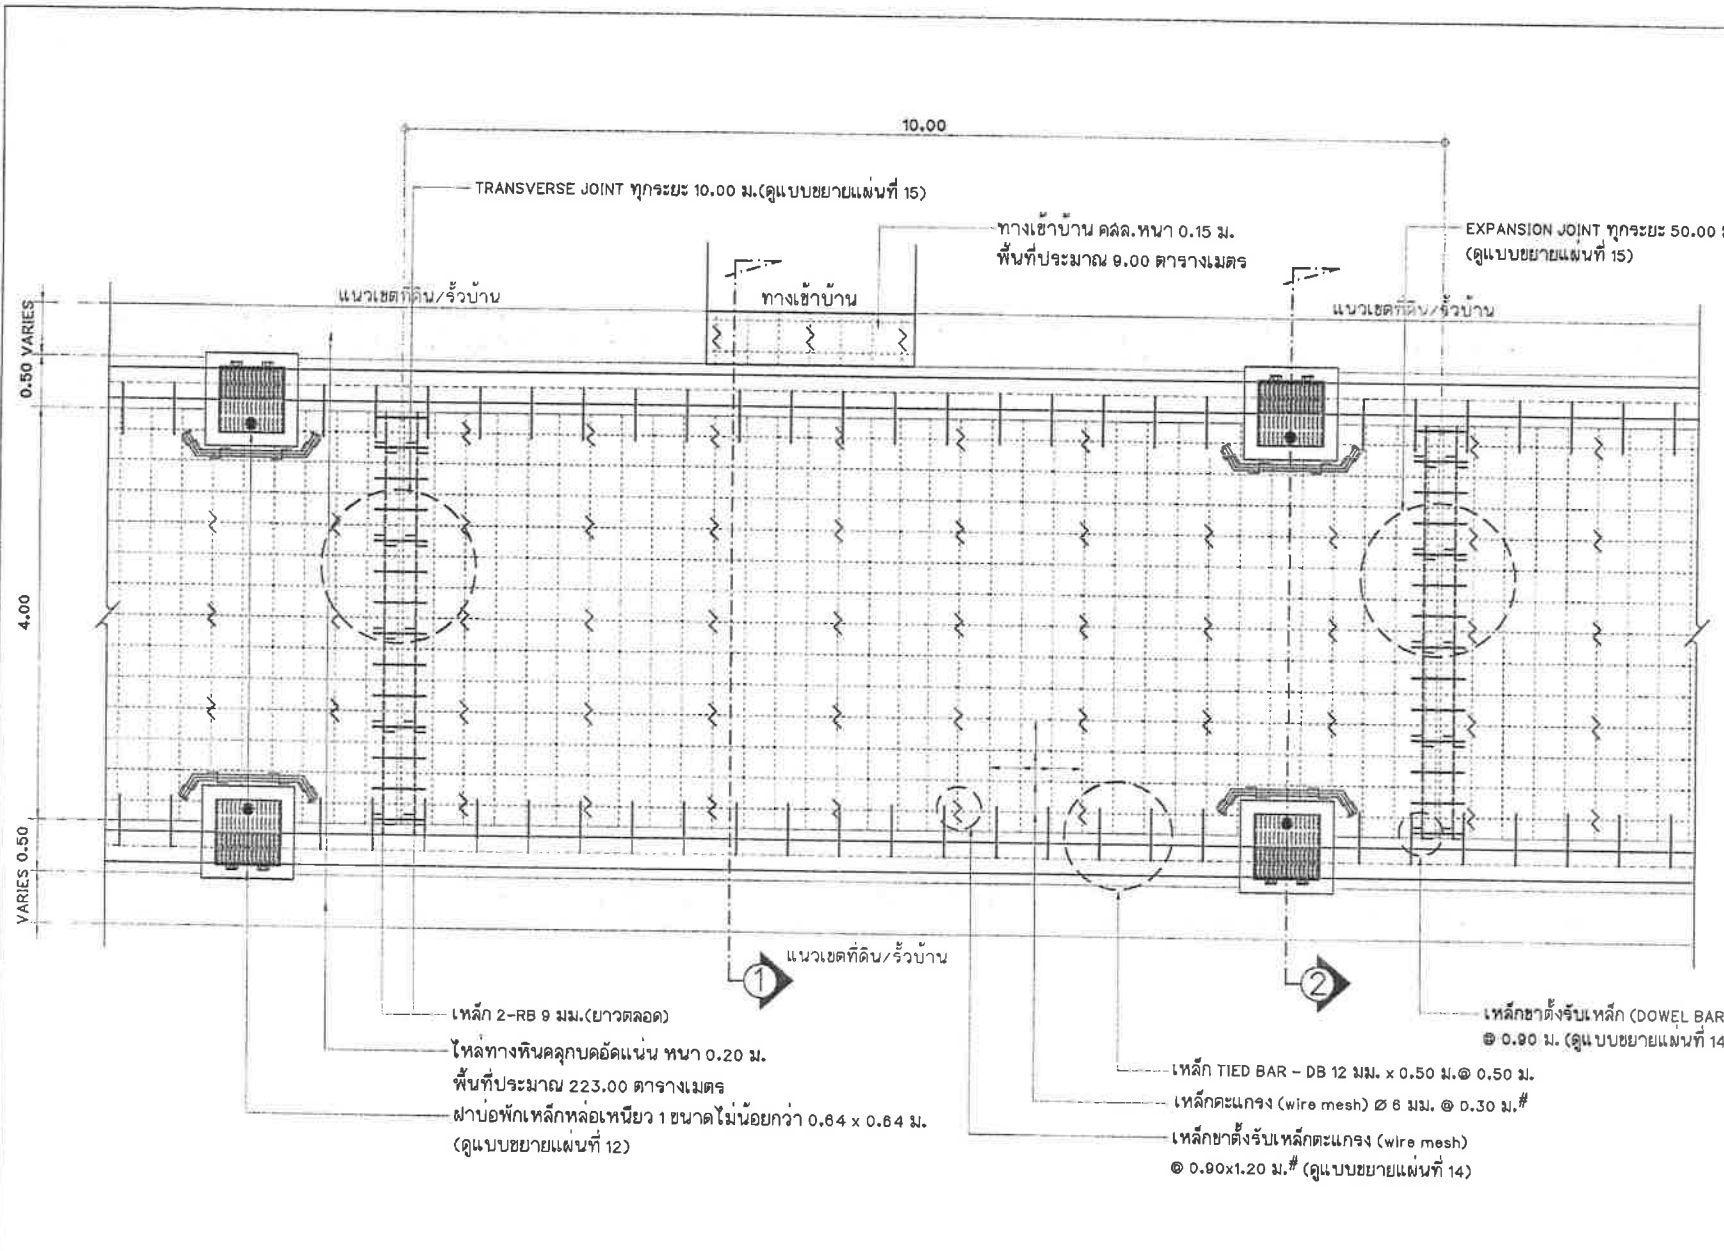 10.00
TRANSVERSE JOINT ทุกระยะ 10.00 ม.(ดูแบบขยายแผ่นที่ 15)
ทางเข้าบ้าน คสล.หนา 0.15 ม.
พื้นที่ประมาณ 9.00 ตารางเมตร
EXPANSION JOINT ทุกระยะ 50.00
(ดูแบบขยายแผ่นที่ 15)
แนวเขตที่ดิน/รั้วบ้าน
ทางเข้าบ้าน
แนวเขตที่ดิน/รั้วบ้าน
0.50 VARIES
4.00
VARIES 0.50
แนวเขตที่ดิน/รั้วบ้าน
1
2
เหล็ก 2-RB 9 มม.(ยาวตลอด)
ไหล่ทางหินคลุกบดอัดแน่น หนา 0.20 ม.
พื้นที่ประมาณ 223.00 ตารางเมตร
ฝาบ่อพักเหล็กหล่อเหนียว 1 ขนาดไม่น้อยกว่า 0.64 x 0.64 ม.
(ดูแบบขยายแผ่นที่ 12)
เหล็กขาตั้งรับเหล็ก (DOWEL BAR
@ 0.90 ม. (ดูแบบขยายแผ่นที่ 14
เหล็ก TIED BAR - DB 12 มม. x 0.50 ม.@ 0.50 ม.
เหล็กตะแกรง (wire mesh) Ø 6 มม. @ 0.30 ม.#
เหล็กขาตั้งรับเหล็กตะแกรง (wire mesh)
@ 0.90x1.20 ม.# (ดูแบบขยายแผ่นที่ 14)